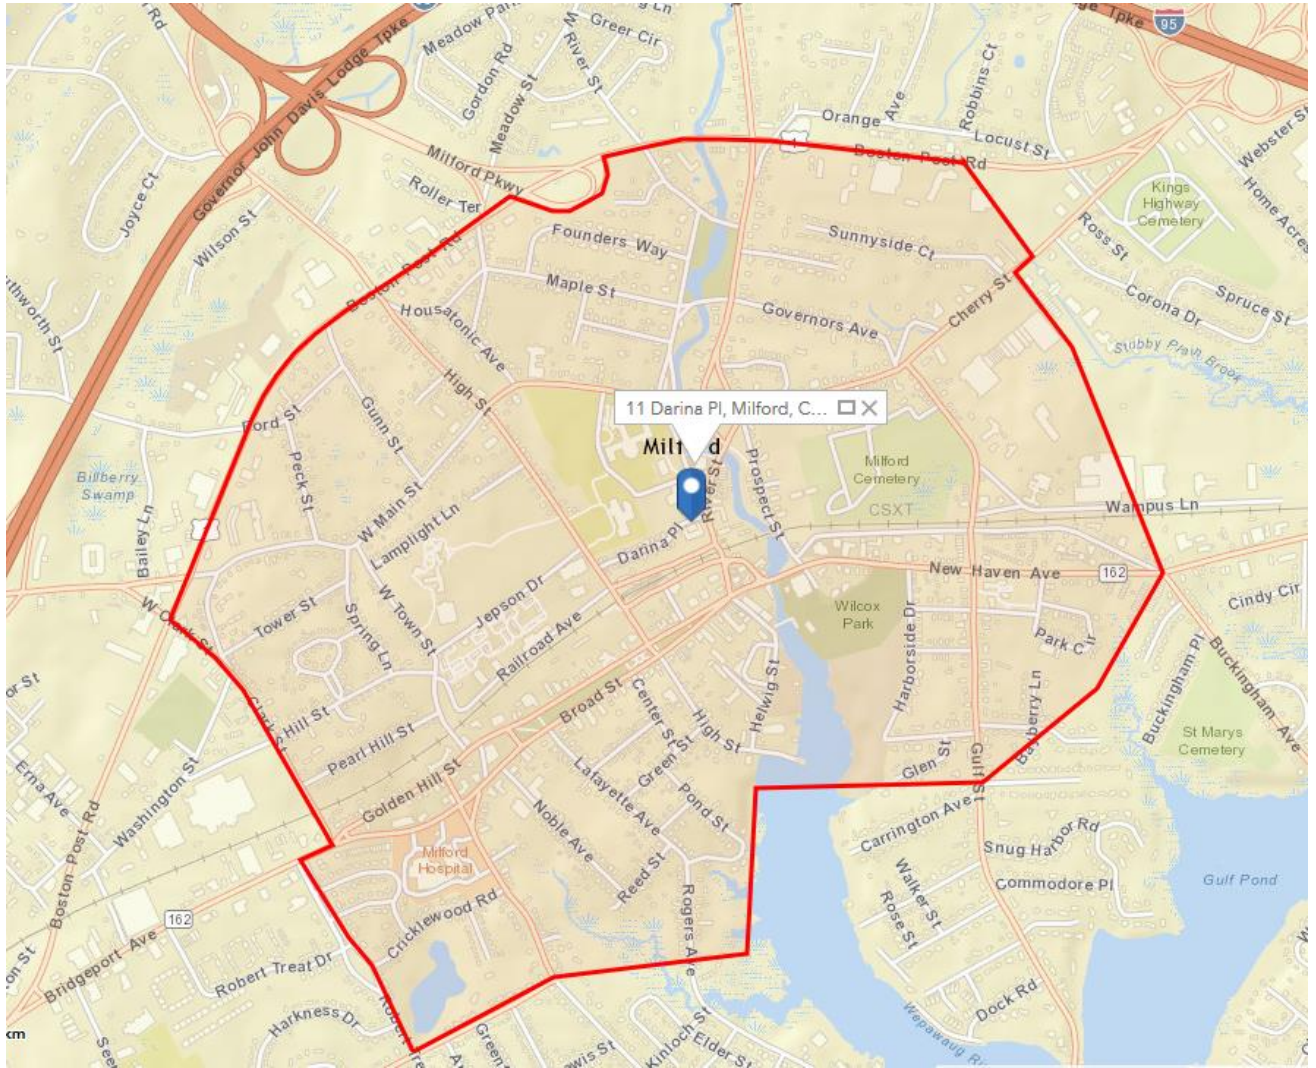 Greer Cir
Meadow
River St
Gordon Rd
Meadow St
Robbins Ct
Tpke
95
Orange Ave
Locust St
Webster St
Governor John Davis Lodge Tpke
1
Boston Post Rd
Milford Pkwy
Joyce Ct
Roller Ter
Kings
Highway
Cemetery
Home Acres
Wilson St
Founders Way
Sunnyside Ct
Ross St
Boston Post Rd
Maple St
Cherry St
Corona Dr
Spruce St
Housatonic Ave
Governors Ave
Stubby Plain Brook
High St
11 Darina Pl, Milford, C...
Ford St
Gunn St
Milf d
Peck St
River St
Prospect St
Milford
Cemetery
Billberry
Swamp
W Main St
CSXT
Wampus Ln
Lamplight Ln
Bailey Ln
1
Darina Pl
New Haven Ave
162
W Clark St
Tower St
Spring Ln
W Town St
Jepson Dr
Railroad Ave
Wilcox
Park
Harborside Dr
Cindy Cir
Park Cir
Buckingham Pl
Buckingham Ave
Broad St
Center St
Helwig St
High St
Bayberry Ln
Clark St
Hill St
Pearl Hill St
Green St
Glen St
Gulf St
St Marys
Cemetery
Erna Ave
Washington St
Golden Hill St
Lafayette Ave
Pond St
Carrington Ave
Noble Ave
Snug Harbor Rd
Boston Post Rd
Milford
Hospital
Reed St
Walker St
Rose St
Commodore Pl
Gulf Pond
162
Cricklewood Rd
Rogers Ave
Bridgeport Ave
Robert Treat Dr
Dock Rd
Harkness Dr
Kinloch St
Elder St
km